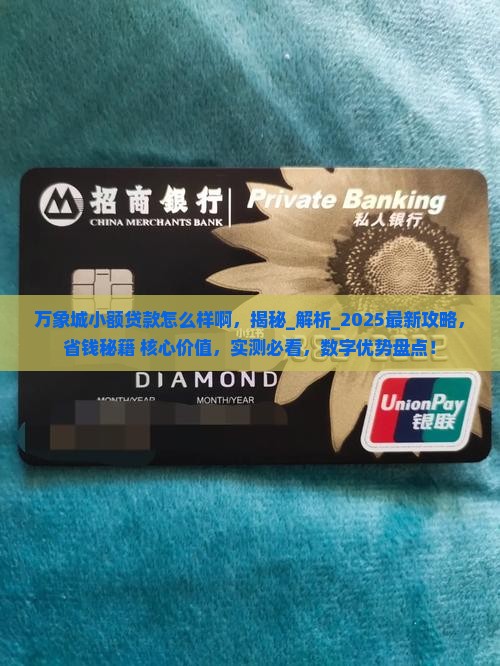 招商銀行
CHINA MERCHANTS BANK
Private Banking
私人银行
万象城小额贷款怎么样啊，揭秘_解析_2025最新攻略，
省钱秘籍 核心价值，实测必看，数字优势盘点！
DIAMOND
MONTH/YEAR MONTH/YEAR
UnionPay
银联